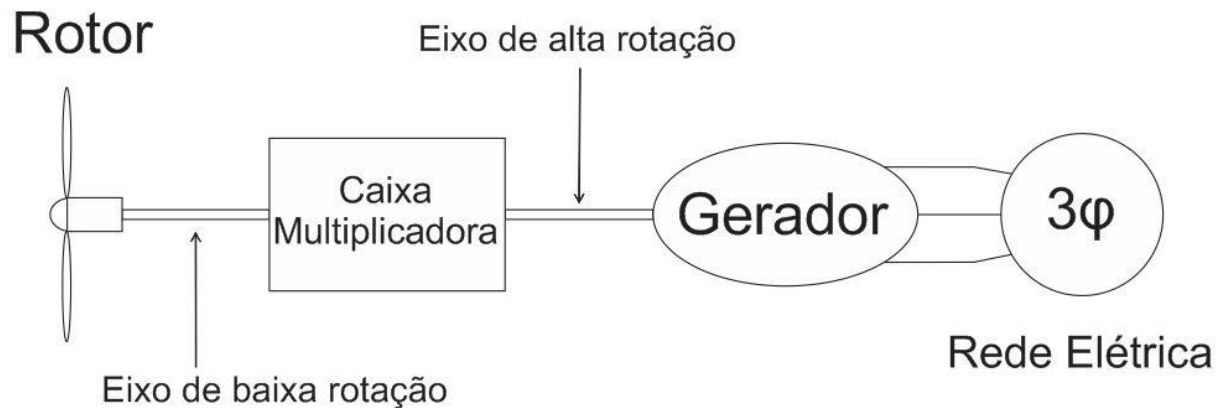 Rotor
Eixo de alta rotação
Caixa
Multiplicadora
Gerador
3φ
Rede Elétrica
Eixo de baixa rotação